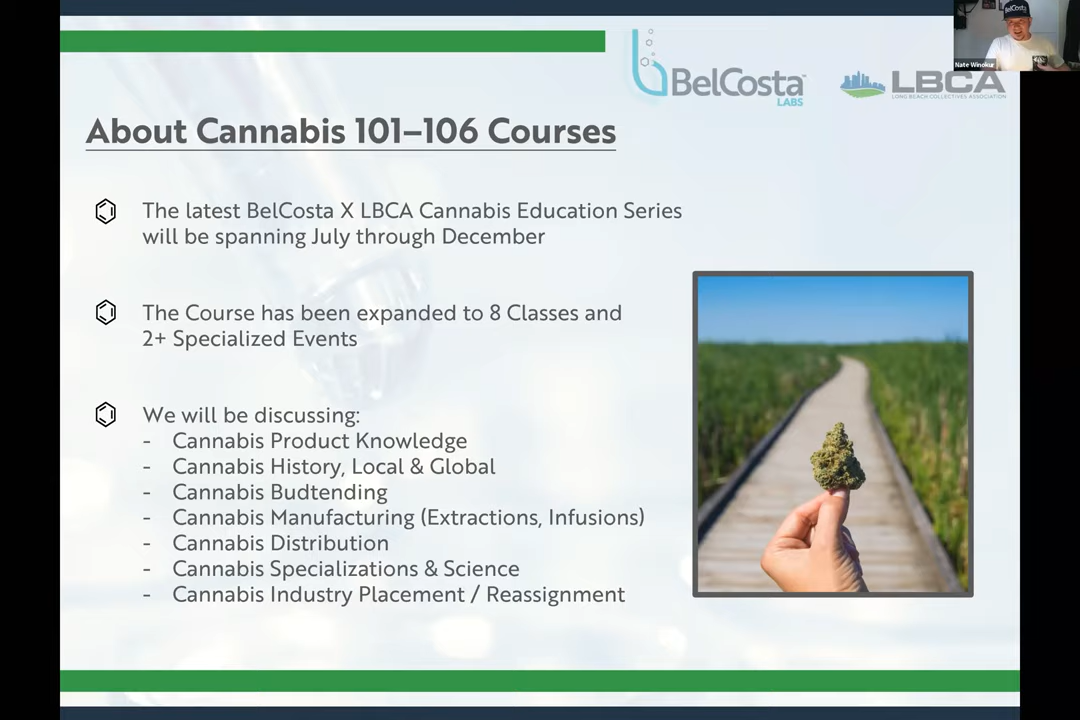 BelCosta
Nate Winokur
BelCosta™
LABS
LBCA
LONG BEACH COLLECTIVES ASSOCIATION
About Cannabis 101–106 Courses
The latest BelCosta X LBCA Cannabis Education Series
will be spanning July through December
The Course has been expanded to 8 Classes and
2+ Specialized Events
We will be discussing:
- Cannabis Product Knowledge
- Cannabis History, Local & Global
- Cannabis Budtending
- Cannabis Manufacturing (Extractions, Infusions)
- Cannabis Distribution
- Cannabis Specializations & Science
- Cannabis Industry Placement / Reassignment